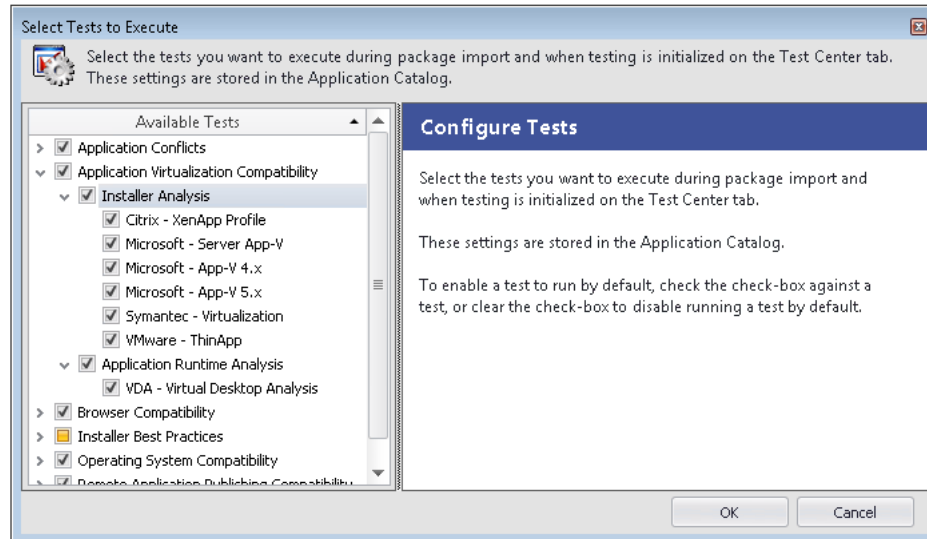 Select Tests to Execute
Select the tests you want to execute during package import and when testing is initialized on the Test Center tab.
These settings are stored in the Application Catalog.
Available Tests
Application Conflicts
Application Virtualization Compatibility
Installer Analysis
Citrix - XenApp Profile
Microsoft - Server App-V
Microsoft - App-V 4.x
Microsoft - App-V 5.x
Symantec - Virtualization
VMware - ThinApp
Application Runtime Analysis
VDA - Virtual Desktop Analysis
Browser Compatibility
Installer Best Practices
Operating System Compatibility
Remote Application Publishing Compatibility
Configure Tests
Select the tests you want to execute during package import and
when testing is initialized on the Test Center tab.
These settings are stored in the Application Catalog.
To enable a test to run by default, check the check-box against a
test, or clear the check-box to disable running a test by default.
OK
Cancel